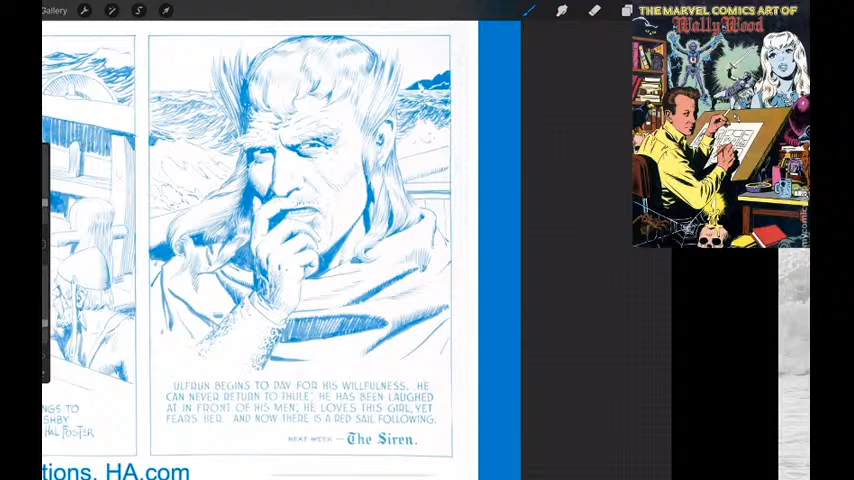 Gallery
THE MARVEL COMICS ART OF
Wally Wood
NGS TO
SHBY
HAL FOSTER
ULFRUN BEGINS TO PAY FOR HIS WILLFULNESS. HE
CAN NEVER RETURN TO THULE; HE HAS BEEN LAUGHED
AT IN FRONT OF HIS MEN; HE LOVES THIS GIRL, YET
FEARS HER. AND NOW THERE IS A RED SAIL FOLLOWING.
NEXT WEEK — The Siren.
tions, HA.com